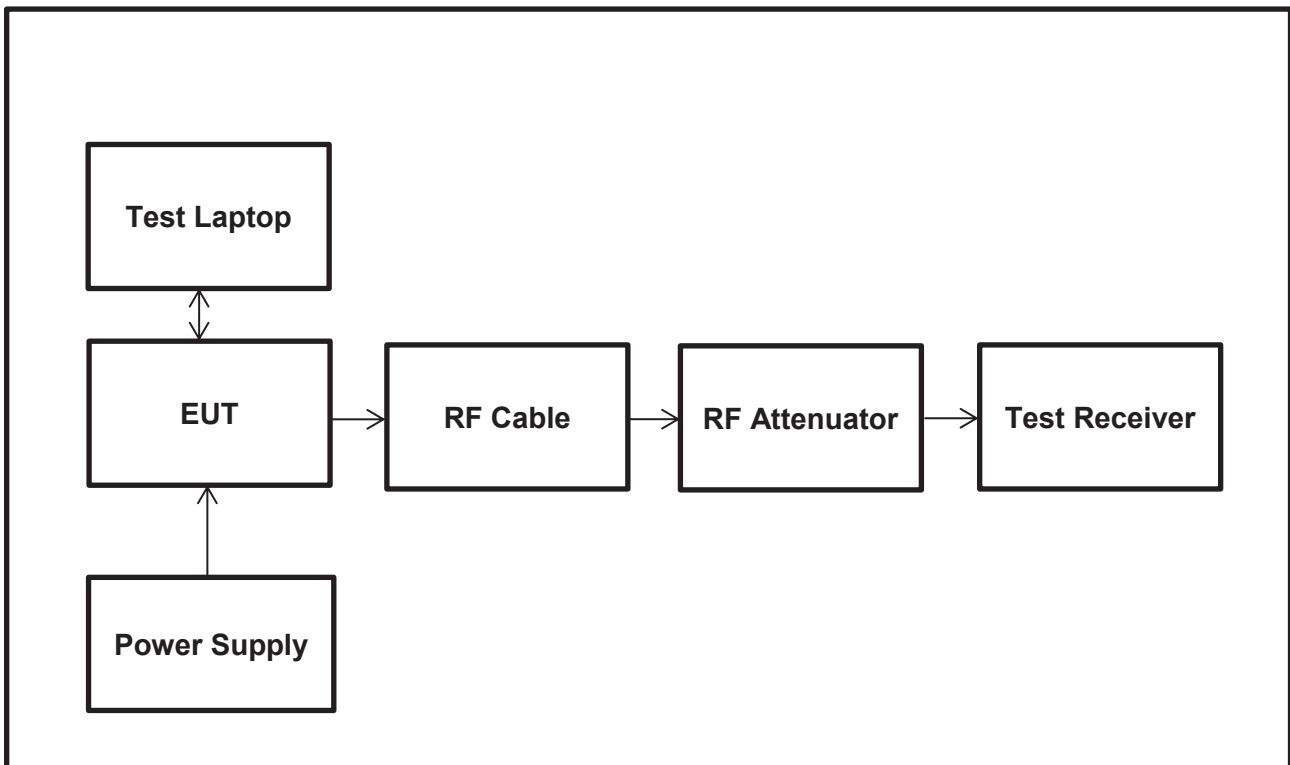 Test Laptop
EUT
RF Cable
RF Attenuator
Test Receiver
Power Supply